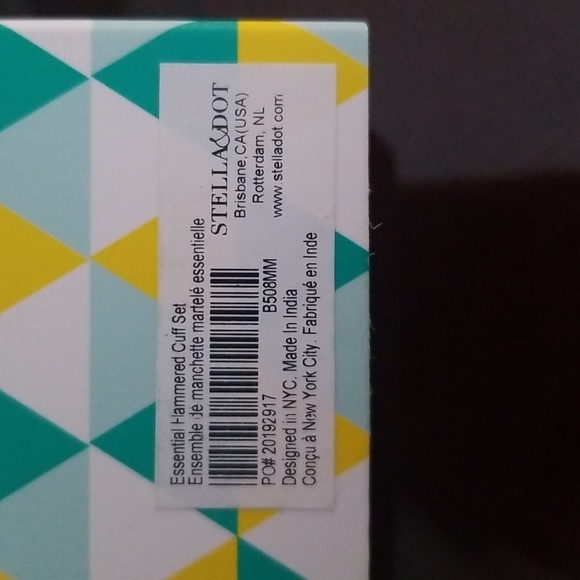 Essential Hammered Cuff Set
Ensemble de manchette martelé essentielle
STELLA&DOT
Brisbane,CA(USA)
Rotterdam, NL
www.stelladot.com
PO# 20192917 B508MM
Designed in NYC. Made In India
Conçu à New York City. Fabriqué en Inde